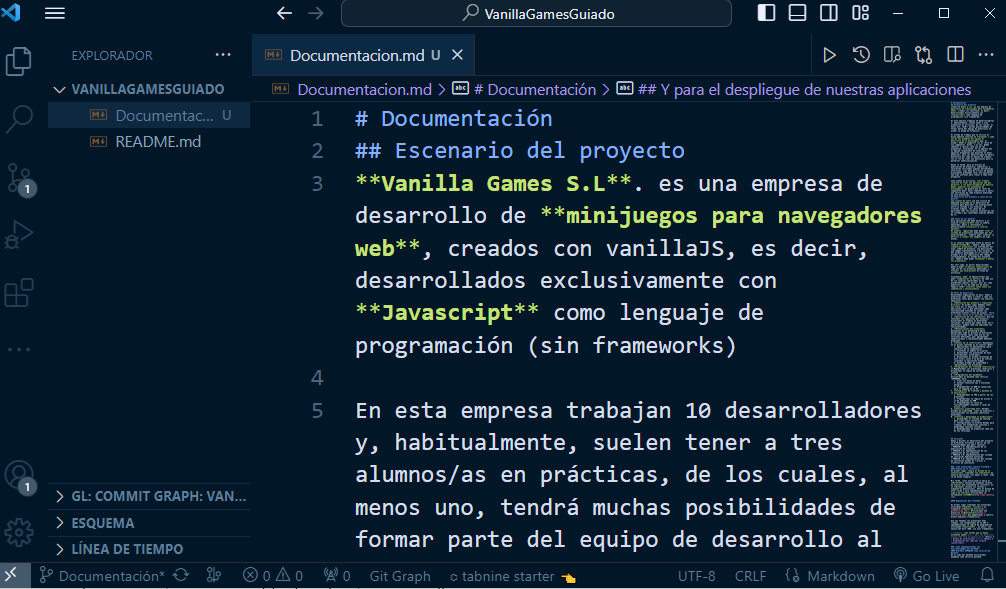 VanillaGamesGuiado
EXPLORADOR
Documentacion.md U
VANILLAGAMESGUIADO
Documentac... U
README.md
Documentacion.md > # Documentación > ## Y para el despliegue de nuestras aplicaciones
1 # Documentación
2 ## Escenario del proyecto
3 **Vanilla Games S.L**. es una empresa de
desarrollo de **minijuegos para navegadores
web**, creados con vanillaJS, es decir,
desarrollados exclusivamente con
**Javascript** como lenguaje de
programación (sin frameworks)
4
5 En esta empresa trabajan 10 desarrolladores
y, habitualmente, suelen tener a tres
alumnos/as en prácticas, de los cuales, al
menos uno, tendrá muchas posibilidades de
formar parte del equipo de desarrollo al
1
1
GL: COMMIT GRAPH: VAN...
ESQUEMA
LÍNEA DE TIEMPO
Documentación* 0 0 0 Git Graph tabnine starter UTF-8 CRLF Markdown Go Live